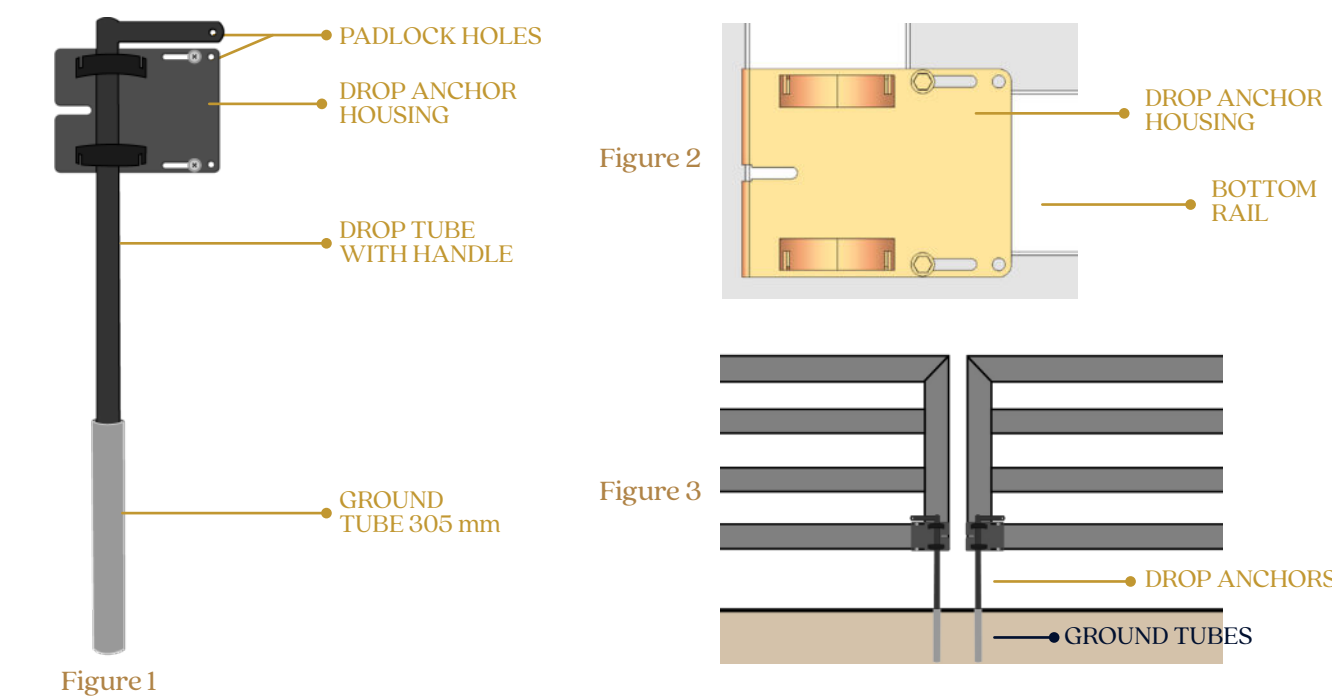 PADLOCK HOLES
DROP ANCHOR
HOUSING
DROP TUBE
WITH HANDLE
GROUND
TUBE 305 mm
Figure 1
Figure 2
DROP ANCHOR
HOUSING
BOTTOM
RAIL
Figure 3
DROP ANCHORS
GROUND TUBES